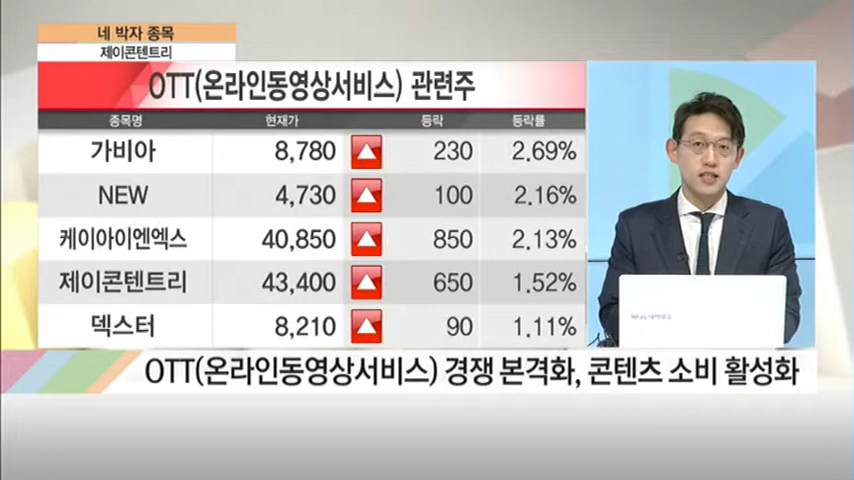 네 박자 종목
제이콘텐트리
OTT(온라인동영상서비스) 관련주
종목명 현재가 등락 등락률
가비아 8,780 230 2.69%
NEW 4,730 100 2.16%
케이아이엔엑스 40,850 850 2.13%
제이콘텐트리 43,400 650 1.52%
덱스터 8,210 90 1.11%
OTT(온라인동영상서비스) 경쟁 본격화, 콘텐츠 소비 활성화